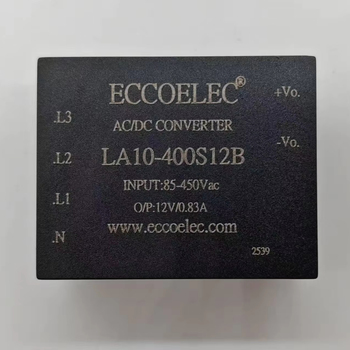 ECCOELEC®
+Vo.
.L3
AC/DC CONVERTER
-Vo.
.L2
LA10-400S12B
INPUT:85-450Vac
.L1
O/P:12V/0.83A
www.eccoelec.com
.N
2539